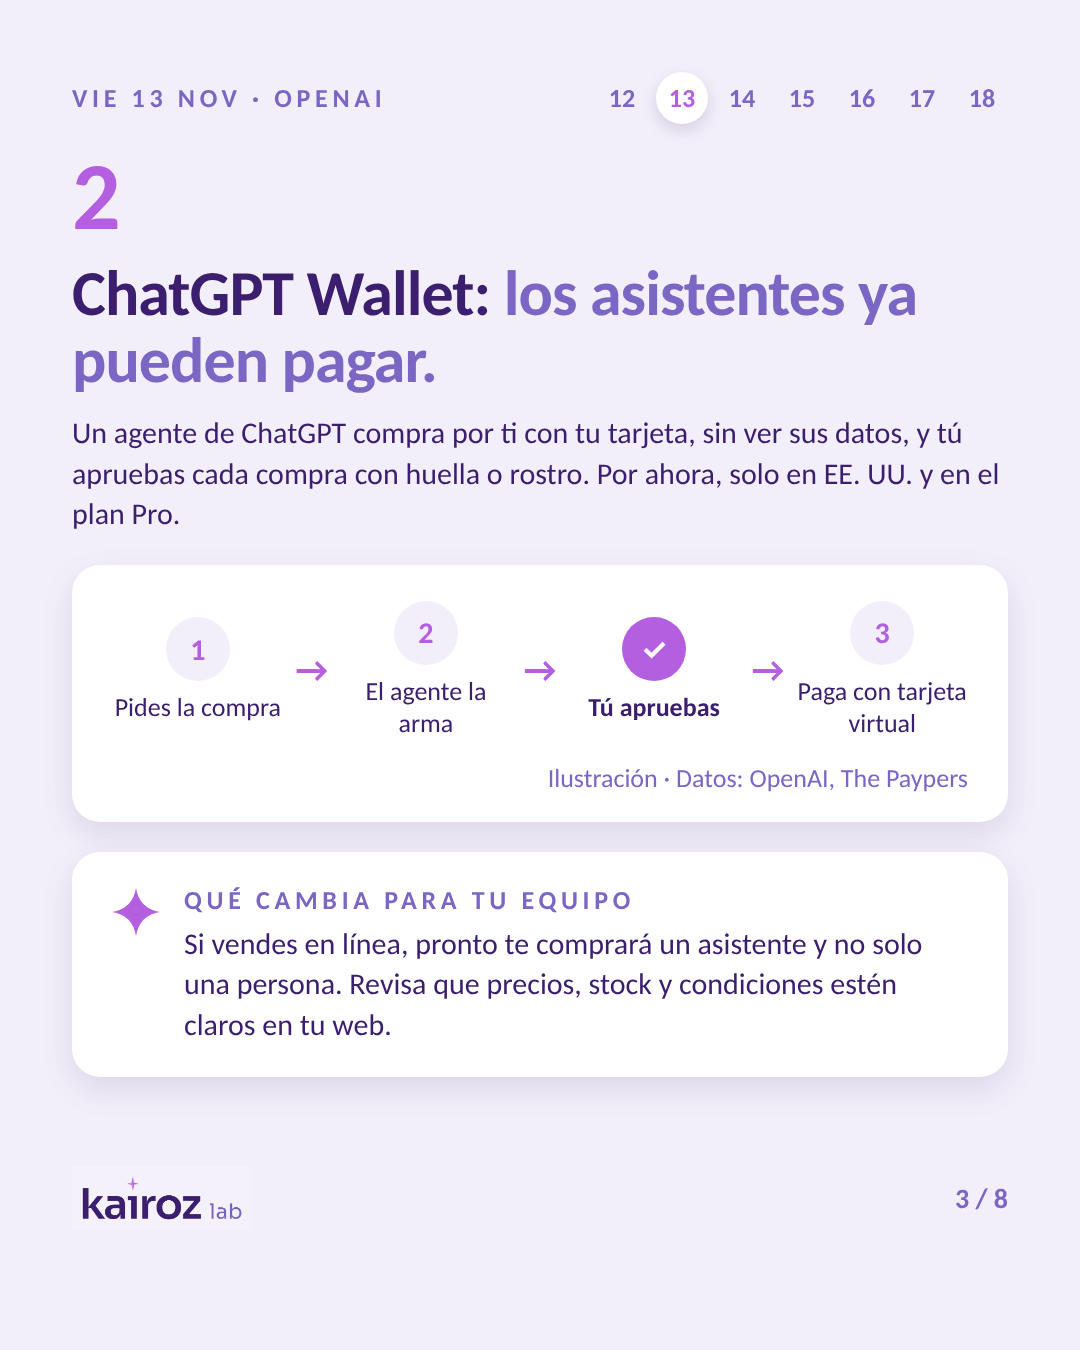 VIE 13 NOV · OPENAI
12 13 14 15 16 17 18
2
ChatGPT Wallet: los asistentes ya
pueden pagar.
Un agente de ChatGPT compra por ti con tu tarjeta, sin ver sus datos, y tú
apruebas cada compra con huella o rostro. Por ahora, solo en EE. UU. y en el
plan Pro.
1
Pides la compra
2
El agente la
arma
Tú apruebas
3
Paga con tarjeta
virtual
Ilustración · Datos: OpenAI, The Paypers
QUÉ CAMBIA PARA TU EQUIPO
Si vendes en línea, pronto te comprará un asistente y no solo
una persona. Revisa que precios, stock y condiciones estén
claros en tu web.
kairoz lab
3 / 8